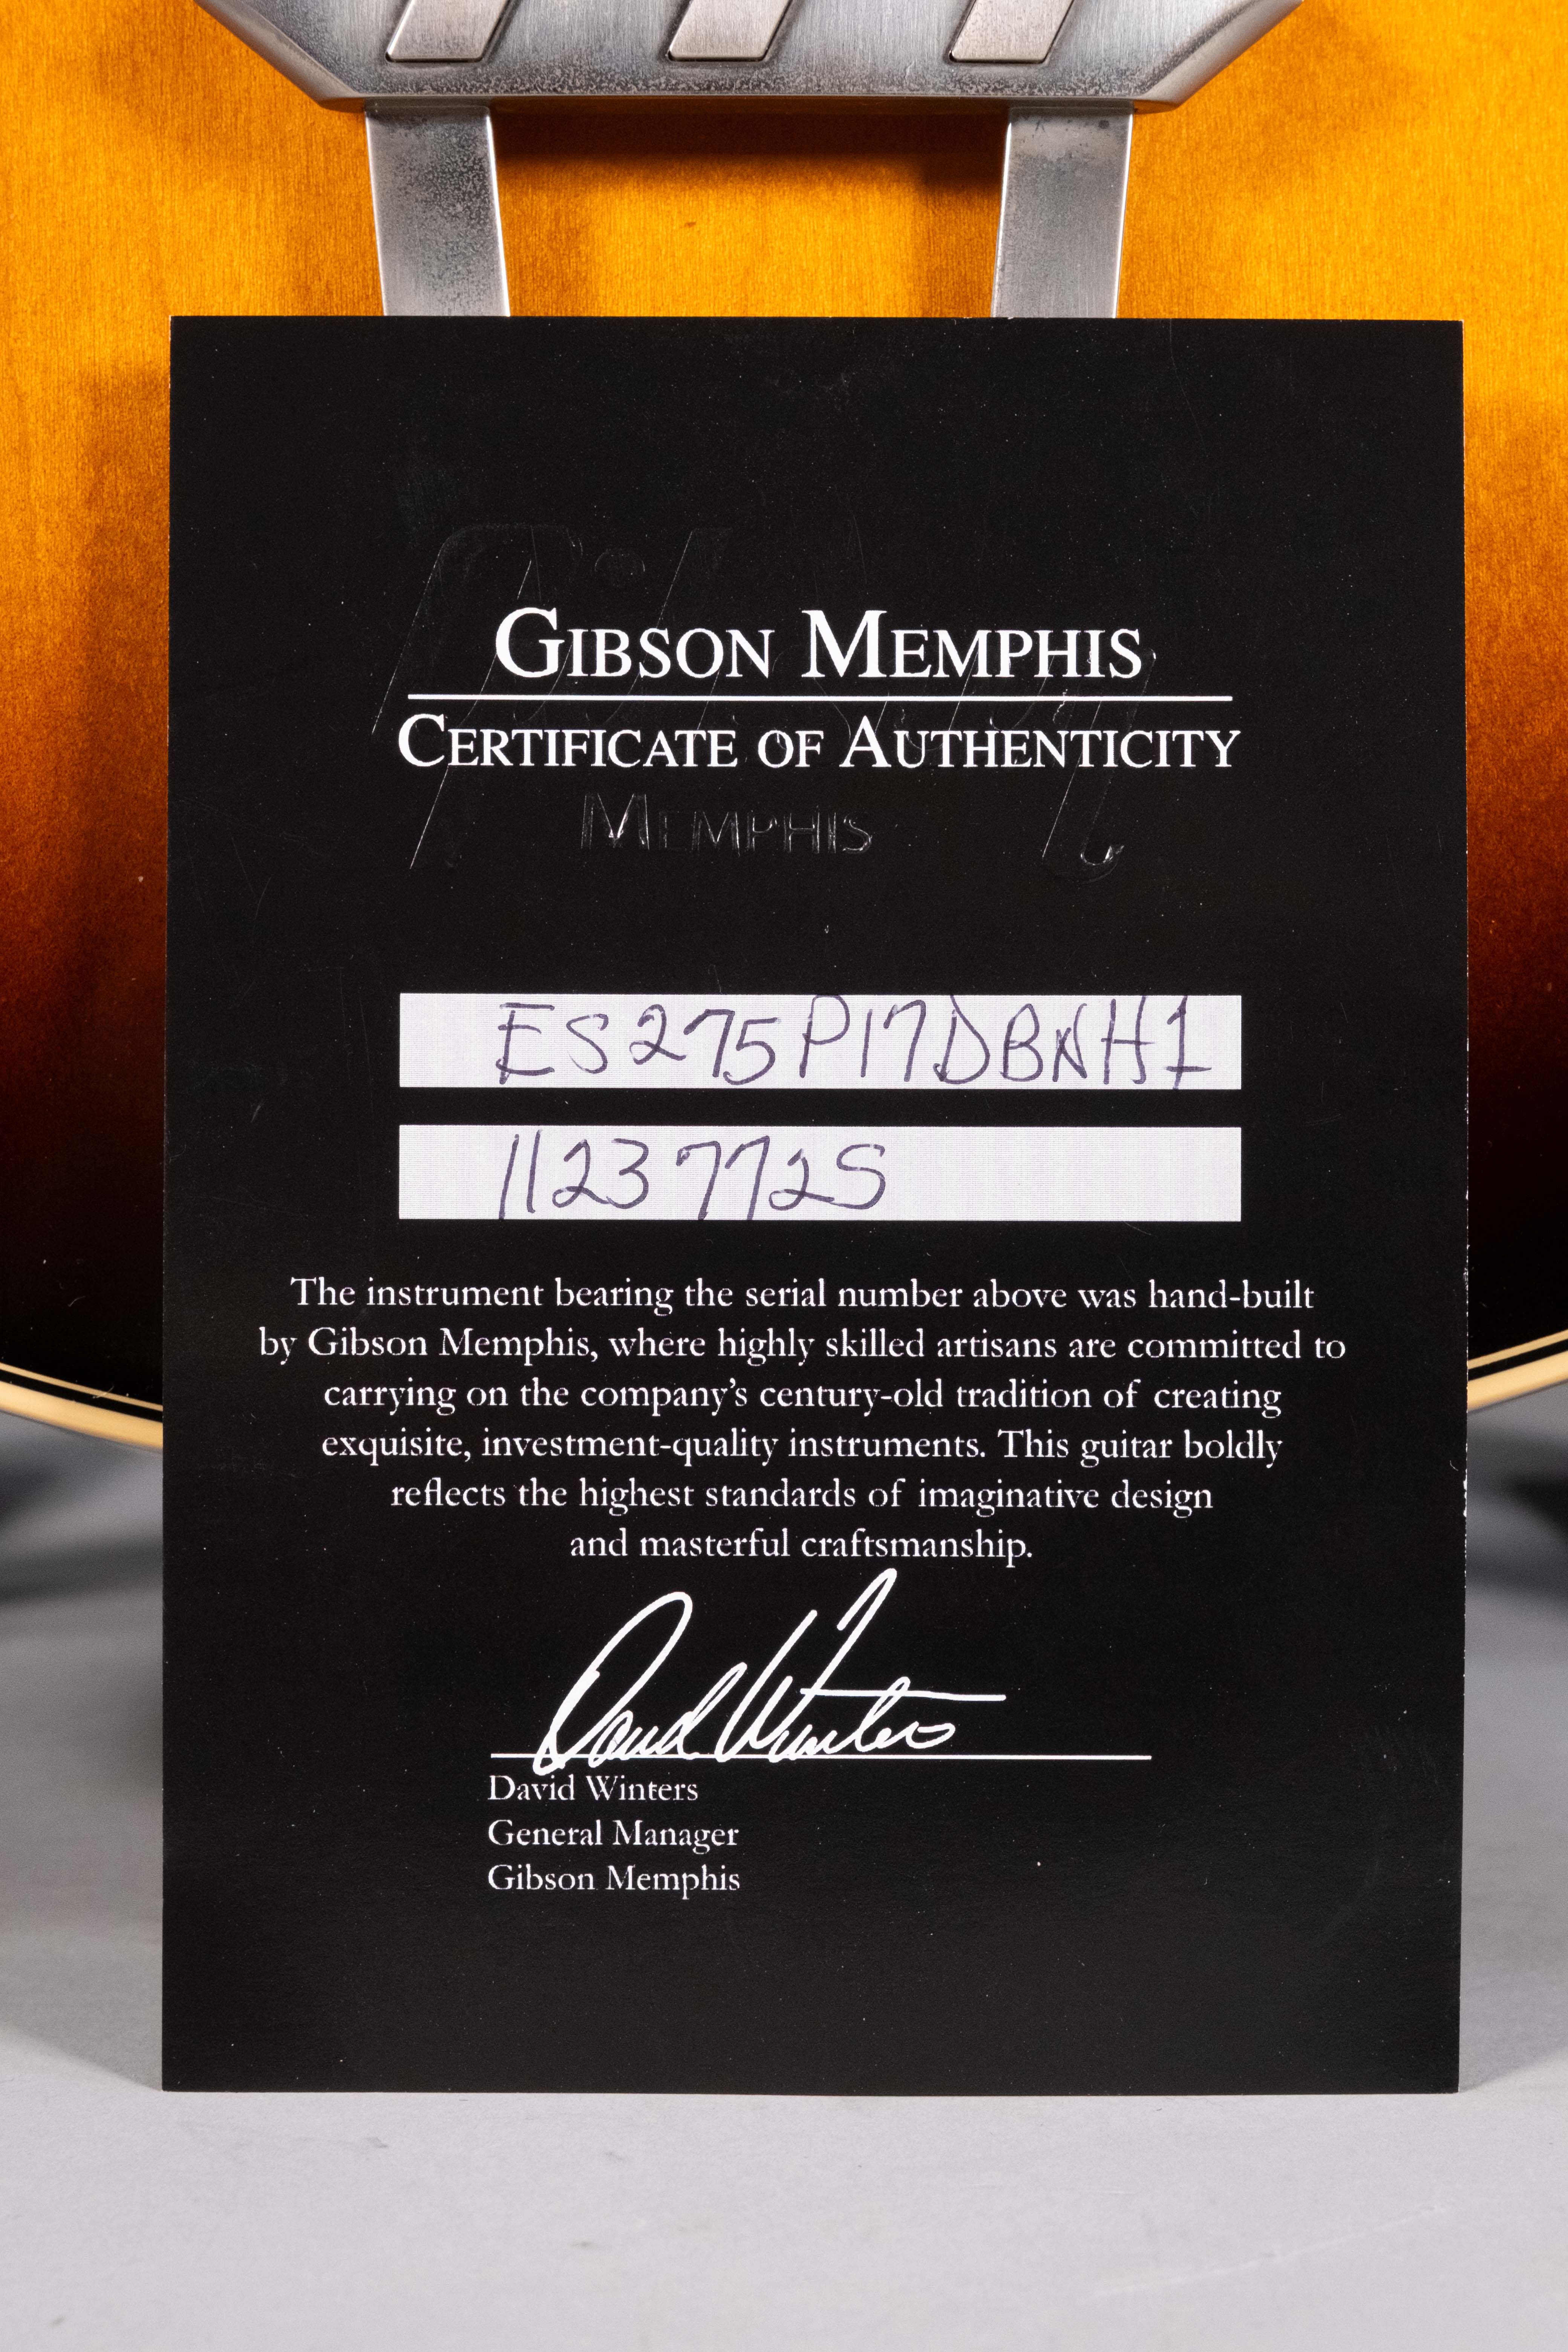 GIBSON MEMPHIS
CERTIFICATE OF AUTHENTICITY
MEMPHIS
ES275P17DBNH1
11237725
The instrument bearing the serial number above was hand-built
by Gibson Memphis, where highly skilled artisans are committed to
carrying on the company's century-old tradition of creating
exquisite, investment-quality instruments. This guitar boldly
reflects the highest standards of imaginative design
and masterful craftsmanship.
David Winters
David Winters
General Manager
Gibson Memphis